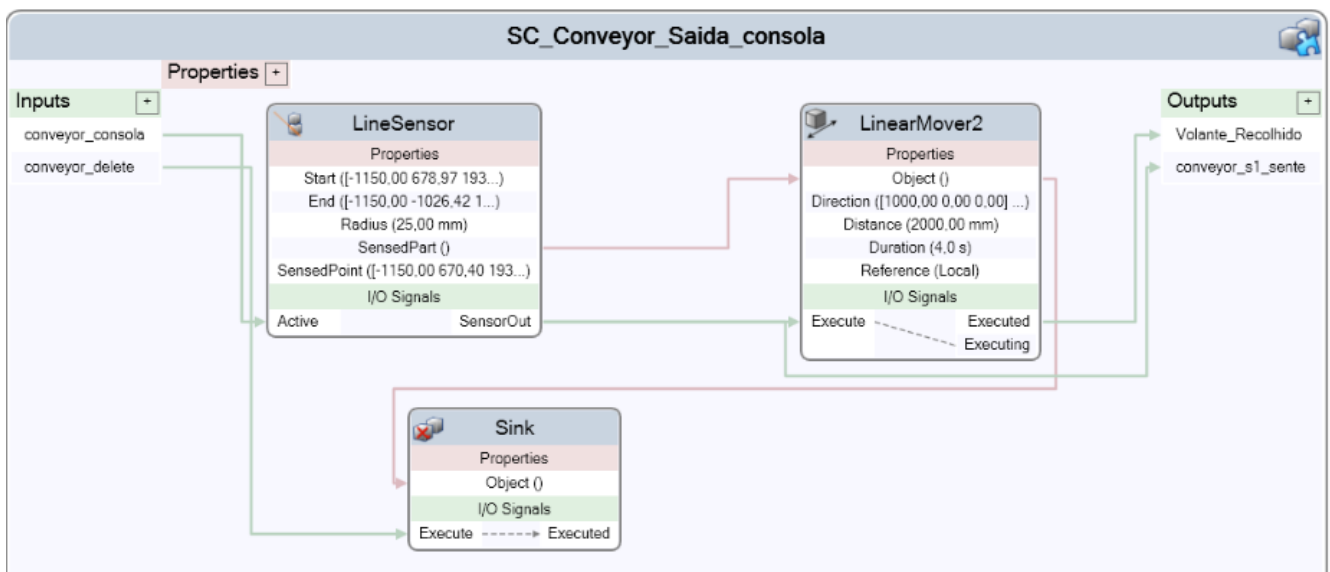 SC_Conveyor_Saida_consola
Properties +
Inputs +
conveyor_consola
conveyor_delete
LineSensor
Properties
Start ([-1150,00 678,97 193...)
End ([-1150,00 -1026,42 1...)
Radius (25,00 mm)
SensedPart ()
SensedPoint ([-1150,00 670,40 193...)
I/O Signals
Active SensorOut
LinearMover2
Properties
Object ()
Direction ([1000,00 0,00 0,00] ...)
Distance (2000,00 mm)
Duration (4,0 s)
Reference (Local)
I/O Signals
Execute Executed
Executing
Outputs +
Volante_Recolhido
conveyor_s1_sente
Sink
Properties
Object ()
I/O Signals
Execute Executed